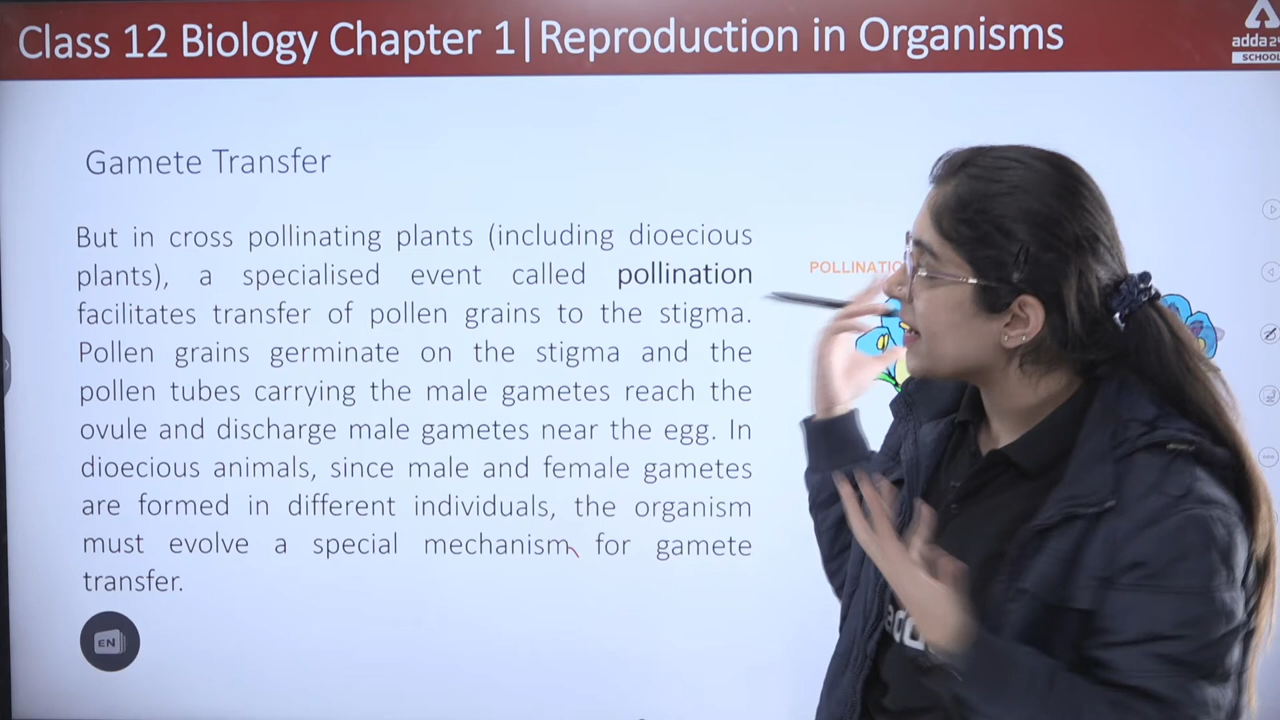 Class 12 Biology Chapter 1|Reproduction in Organisms
SCHOOL
Gamete Transfer
But in cross pollinating plants (including dioecious
plants), a specialised event called pollination
facilitates transfer of pollen grains to the stigma.
Pollen grains germinate on the stigma and the
pollen tubes carrying the male gametes reach the
ovule and discharge male gametes near the egg. In
dioecious animals, since male and female gametes
are formed in different individuals, the organism
must evolve a special mechanism for gamete
transfer.
EN